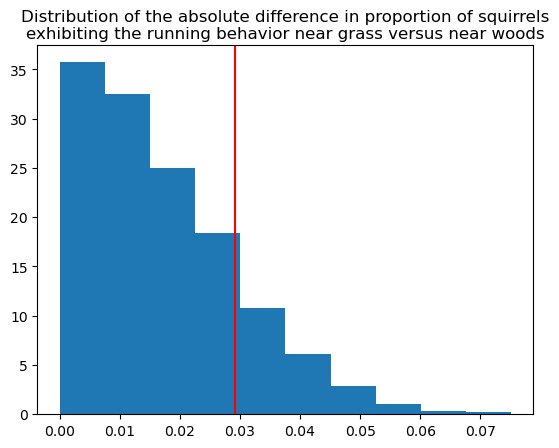 Distribution of the absolute difference in proportion of squirrels
exhibiting the running behavior near grass versus near woods
35
30
25
20
15
10
5
0
0.00 0.01 0.02 0.03 0.04 0.05 0.06 0.07